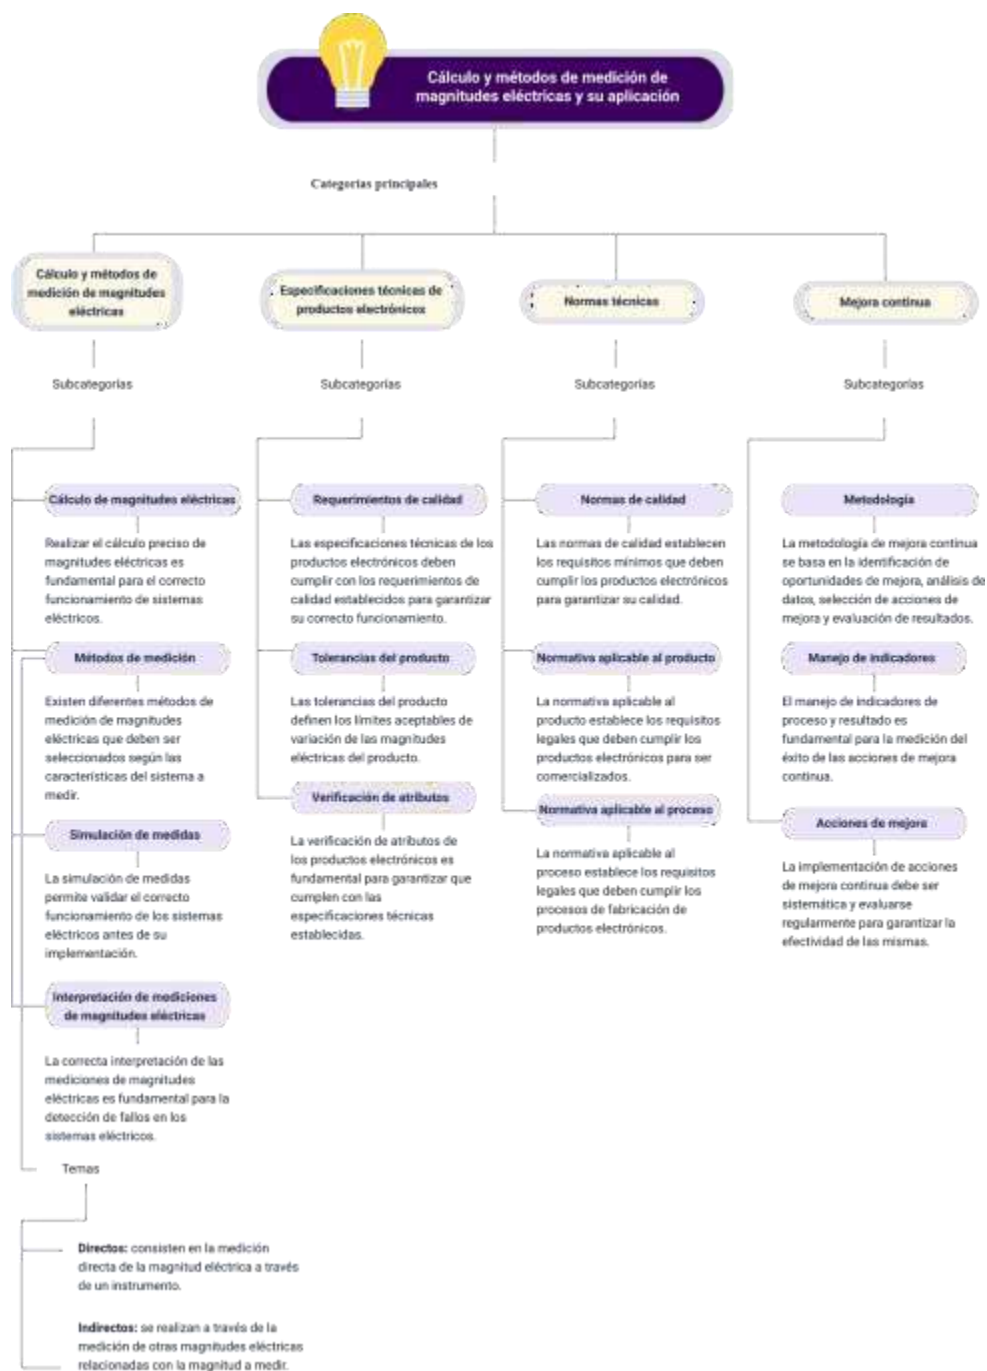 Cálculo y métodos de medición de
magnitudes eléctricas y su aplicación
Categorías principales
Cálculo y métodos de
medición de magnitudes
eléctricas
Especificaciones técnicas de
productos electrónicos
Normas técnicas
Mejora continua
Subcategorías
Subcategorías
Subcategorías
Subcategorías
Cálculo de magnitudes eléctricas
Realizar el cálculo preciso de
magnitudes eléctricas es
fundamental para el correcto
funcionamiento de sistemas
eléctricos.
Métodos de medición
Existen diferentes métodos de
medición de magnitudes
eléctricas que deben ser
seleccionados según las
características del sistema a
medir.
Simulación de medidas
La simulación de medidas
permite validar el correcto
funcionamiento de los sistemas
eléctricos antes de su
implementación.
Interpretación de mediciones
de magnitudes eléctricas
La correcta interpretación de las
mediciones de magnitudes
eléctricas es fundamental para la
detección de fallos en los
sistemas eléctricos.
Temas
Directos: consisten en la medición
directa de la magnitud eléctrica a través
de un instrumento.
Indirectos: se realizan a través de la
medición de otras magnitudes eléctricas
relacionadas con la magnitud a medir.
Requerimientos de calidad
Las especificaciones técnicas de los
productos electrónicos deben
cumplir con los requerimientos de
calidad establecidos para garantizar
su correcto funcionamiento.
Tolerancias del producto
Las tolerancias del producto
definen los límites aceptables de
variación de las magnitudes
eléctricas del producto.
Verificación de atributos
La verificación de atributos de
los productos electrónicos es
fundamental para garantizar que
cumplen con las
especificaciones técnicas
establecidas.
Normas de calidad
Las normas de calidad establecen
los requisitos mínimos que deben
cumplir los productos electrónicos
para garantizar su calidad.
Normativa aplicable al producto
La normativa aplicable al
producto establece los requisitos
legales que deben cumplir los
productos electrónicos para ser
comercializados.
Normativa aplicable al proceso
La normativa aplicable al
proceso establece los requisitos
legales que deben cumplir los
procesos de fabricación de
productos electrónicos.
Metodología
La metodología de mejora continua
se basa en la identificación de
oportunidades de mejora, análisis de
datos, selección de acciones de
mejora y evaluación de resultados.
Manejo de indicadores
El manejo de indicadores de
proceso y resultado es
fundamental para la medición del
éxito de las acciones de mejora
continua.
Acciones de mejora
La implementación de acciones
de mejora continua debe ser
sistemática y evaluarse
regularmente para garantizar la
efectividad de las mismas.